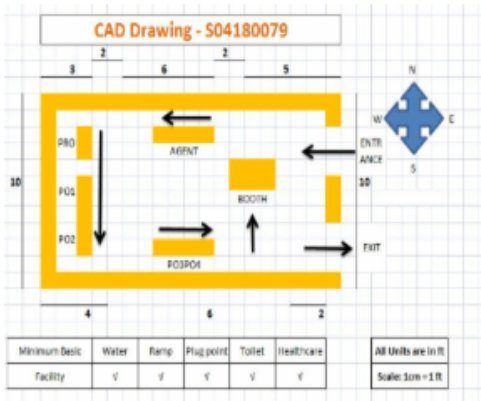 CAD Drawing - S04180079
2 2
3 6 5
N
W E
S
PRO
AGENT
ENTR
ANCE
10 PO1 10
BOOTH
PO2
EXIT
PO3PO4
4 6 2
Minimum Basic Water Ramp Plug point Toilet Healthcare
Facility √ √ √ √ √
All Units are in ft
Scale: 1cm = 1 ft